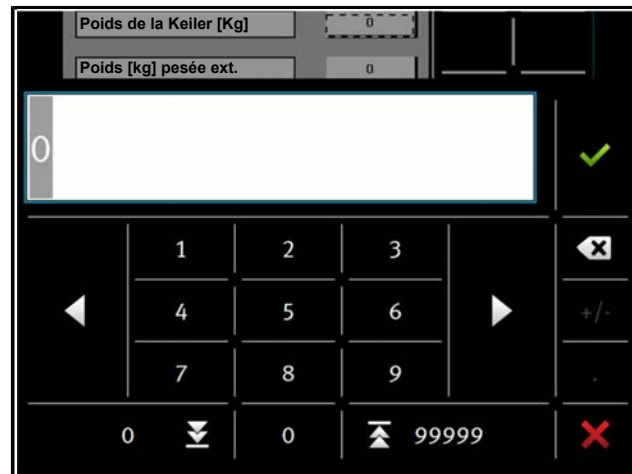 Poids de la Keiler [Kg] 0
Poids [kg] pesée ext. 0
0
1 2 3
4 5 6 +/-
7 8 9 .
0 0 99999